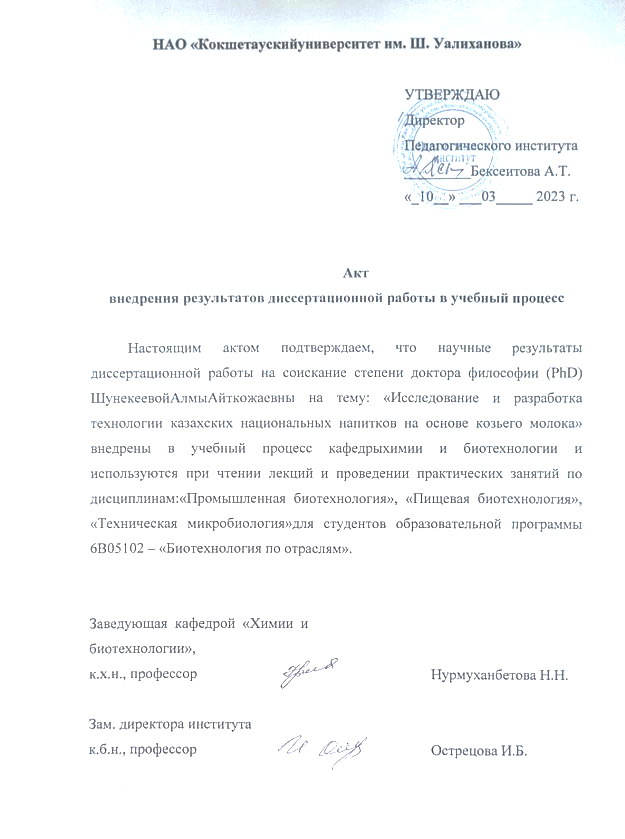 НАО «Кокшетаускийуниверситет им. Ш. Уалиханова»
УТВЕРЖДАЮ
Директор
Педагогического института
институт
Бексеитова А.Т.
«_10__» ___03_____ 2023 г.
Акт
внедрения результатов диссертационной работы в учебный процесс
Настоящим актом подтверждаем, что научные результаты
диссертационной работы на соискание степени доктора философии (PhD)
ШунекеевойАлмыАйткожаевны на тему: «Исследование и разработка
технологии казахских национальных напитков на основе козьего молока»
внедрены в учебный процесс кафедрыхимии и биотехнологии и
используются при чтении лекций и проведении практических занятий по
дисциплинам:«Промышленная биотехнология», «Пищевая биотехнология»,
«Техническая микробиология»для студентов образовательной программы
6В05102 – «Биотехнология по отраслям».
Заведующая кафедрой «Химии и
биотехнологии»,
к.х.н., профессор Нурмуханбетова Н.Н.
Зам. директора института
к.б.н., профессор Острецова И.Б.